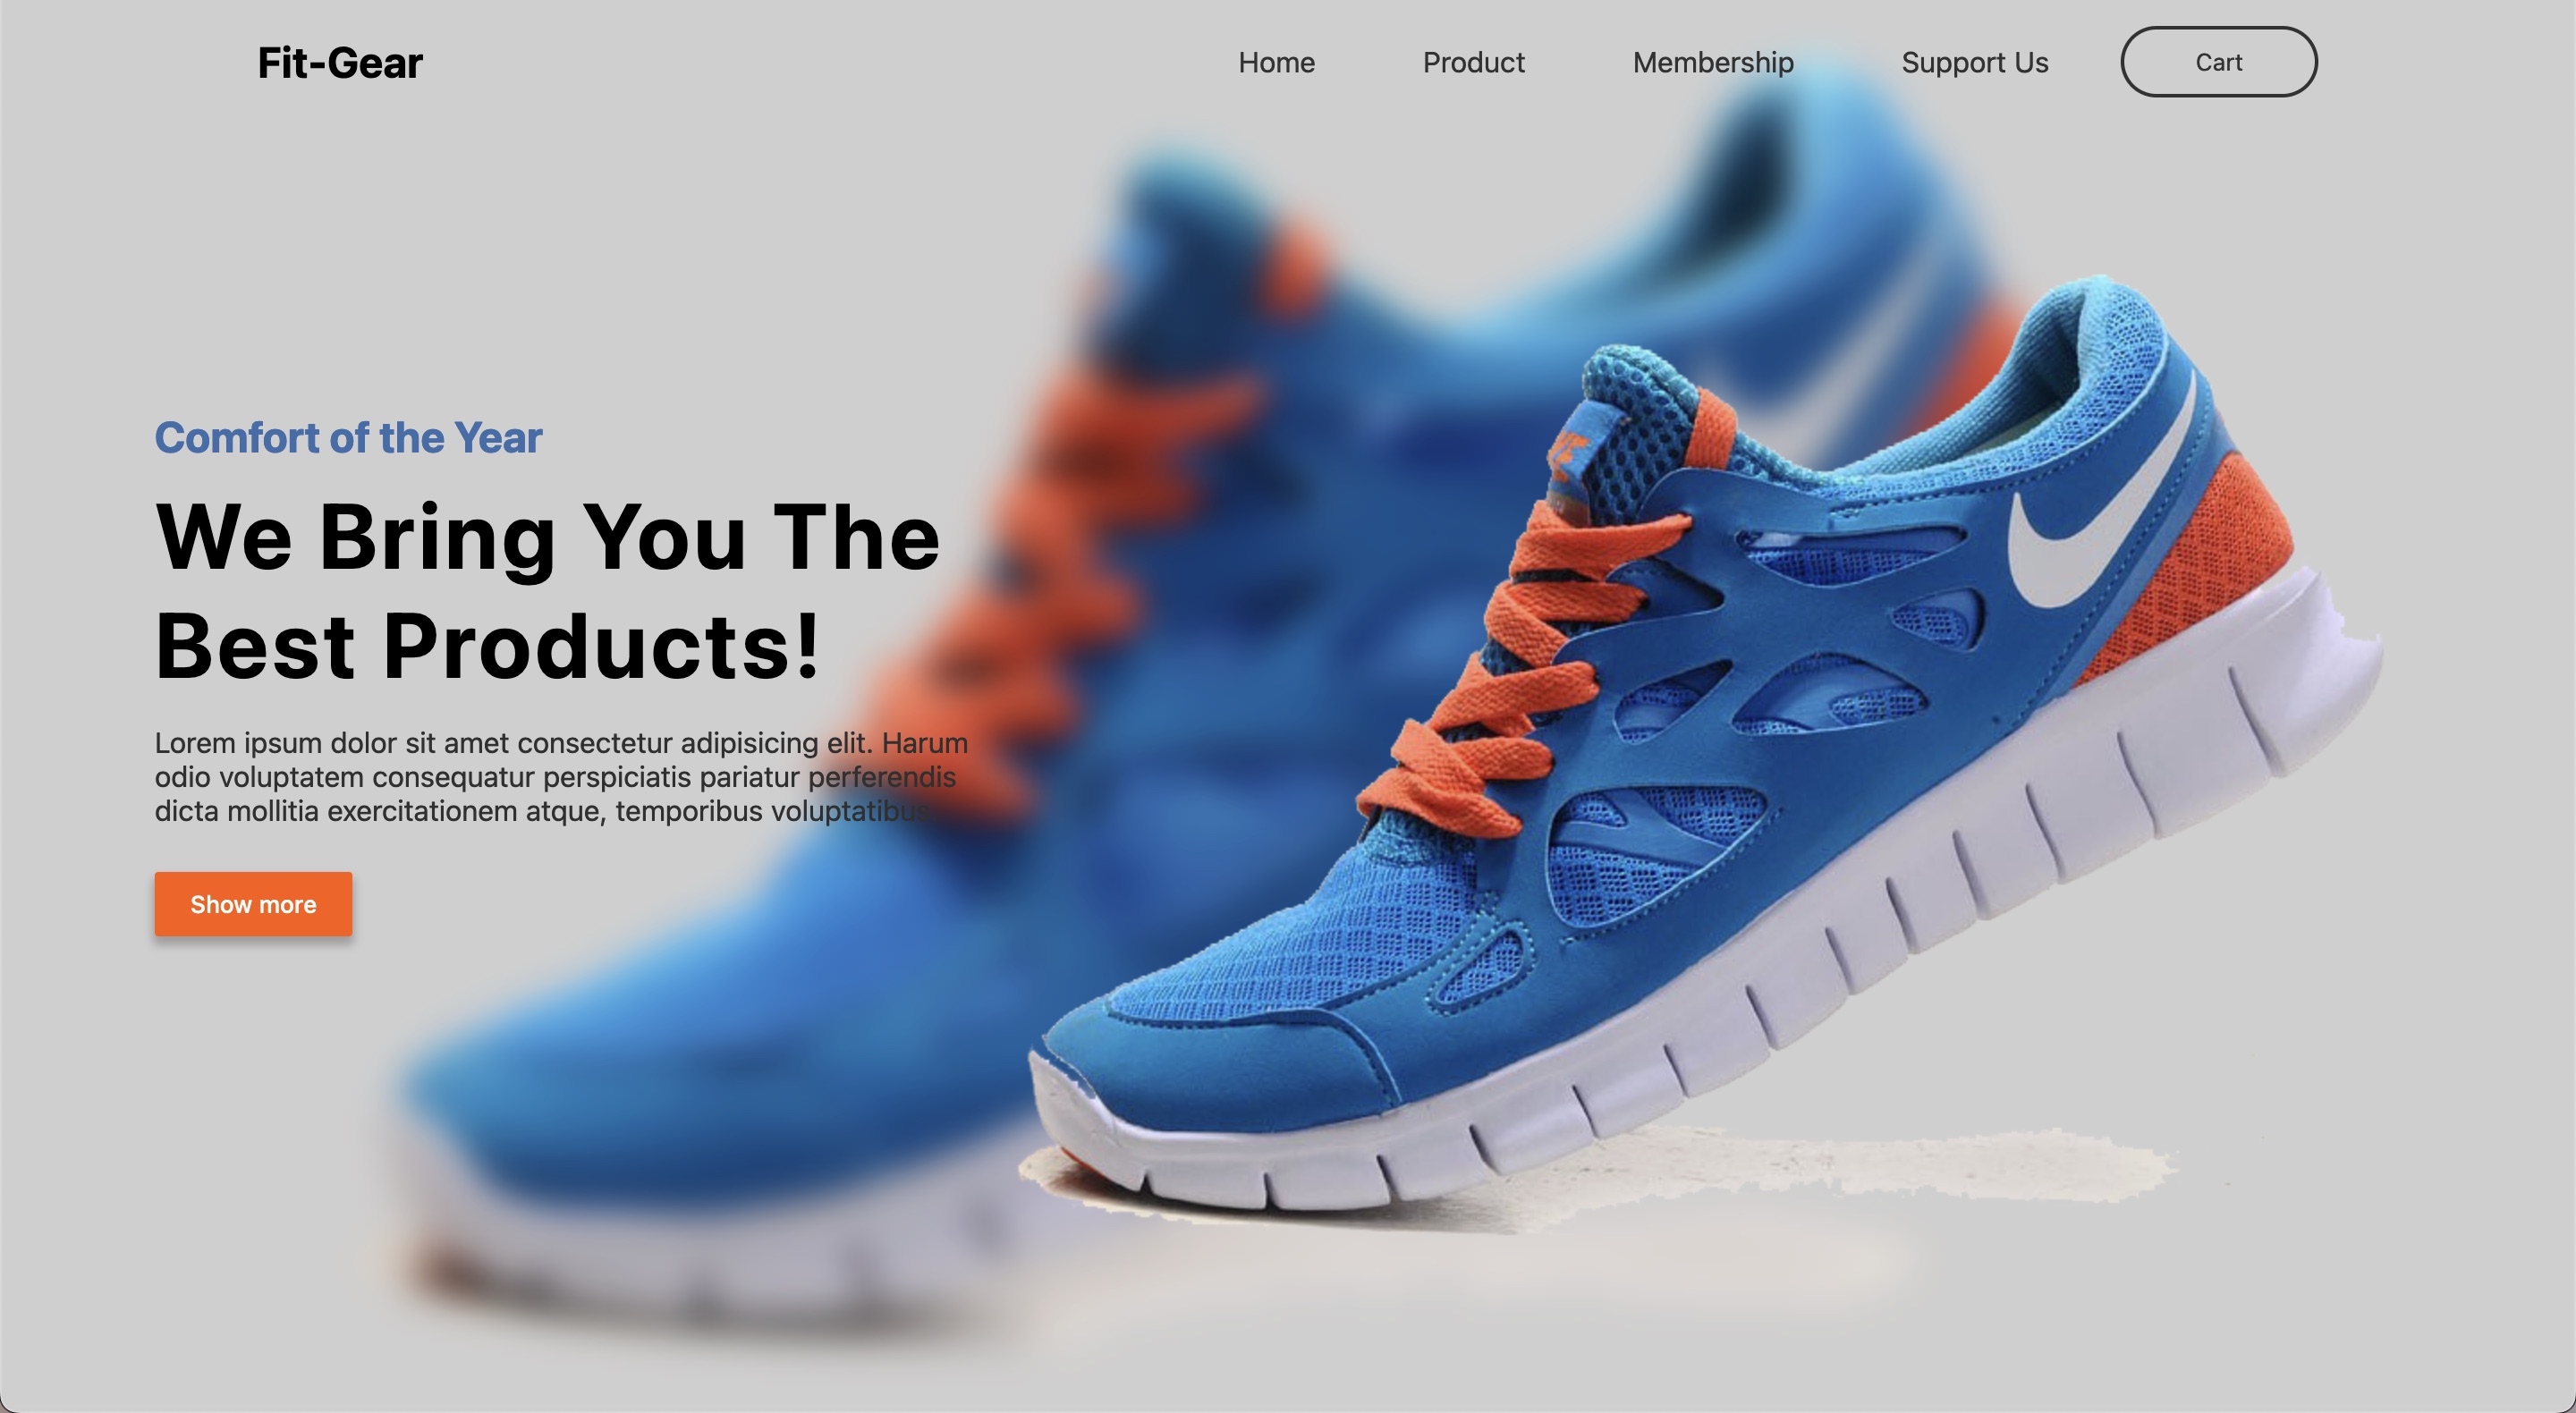 Fit-Gear
Home
Product
Membership
Support Us
Cart
Comfort of the Year
We Bring You The
Best Products!
Lorem ipsum dolor sit amet consectetur adipisicing elit. Harum
odio voluptatem consequatur perspiciatis pariatur perferendis
dicta mollitia exercitationem atque, temporibus voluptatibus.
Show more